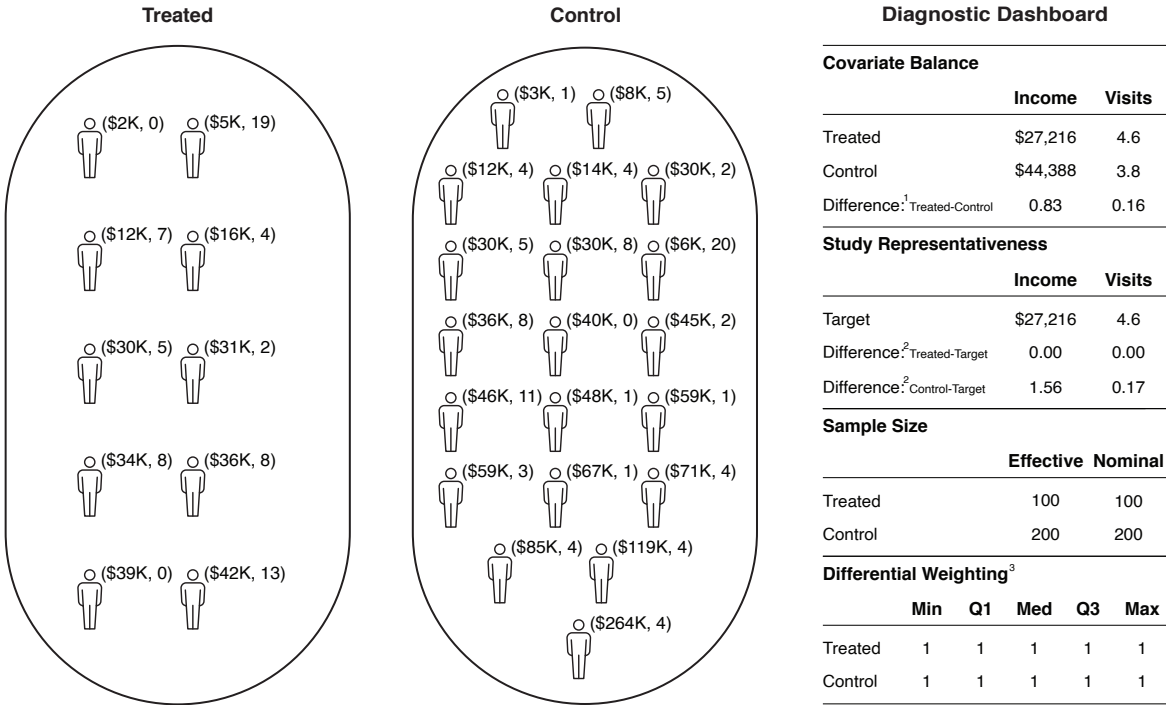 Treated
($2K, 0) ($5K, 19)
($12K, 7) ($16K, 4)
($30K, 5) ($31K, 2)
($34K, 8) ($36K, 8)
($39K, 0) ($42K, 13)
Control
($3K, 1) ($8K, 5)
($12K, 4) ($14K, 4) ($30K, 2)
($30K, 5) ($30K, 8) ($6K, 20)
($36K, 8) ($40K, 0) ($45K, 2)
($46K, 11) ($48K, 1) ($59K, 1)
($59K, 3) ($67K, 1) ($71K, 4)
($85K, 4) ($119K, 4)
($264K, 4)
Diagnostic Dashboard
Covariate Balance
Income Visits
Treated $27,216 4.6
Control $44,388 3.8
Difference:¹ Treated-Control 0.83 0.16
Study Representativeness
Income Visits
Target $27,216 4.6
Difference:² Treated-Target 0.00 0.00
Difference:² Control-Target 1.56 0.17
Sample Size
Effective Nominal
Treated 100 100
Control 200 200
Differential Weighting³
Min Q1 Med Q3 Max
Treated 1 1 1 1 1
Control 1 1 1 1 1